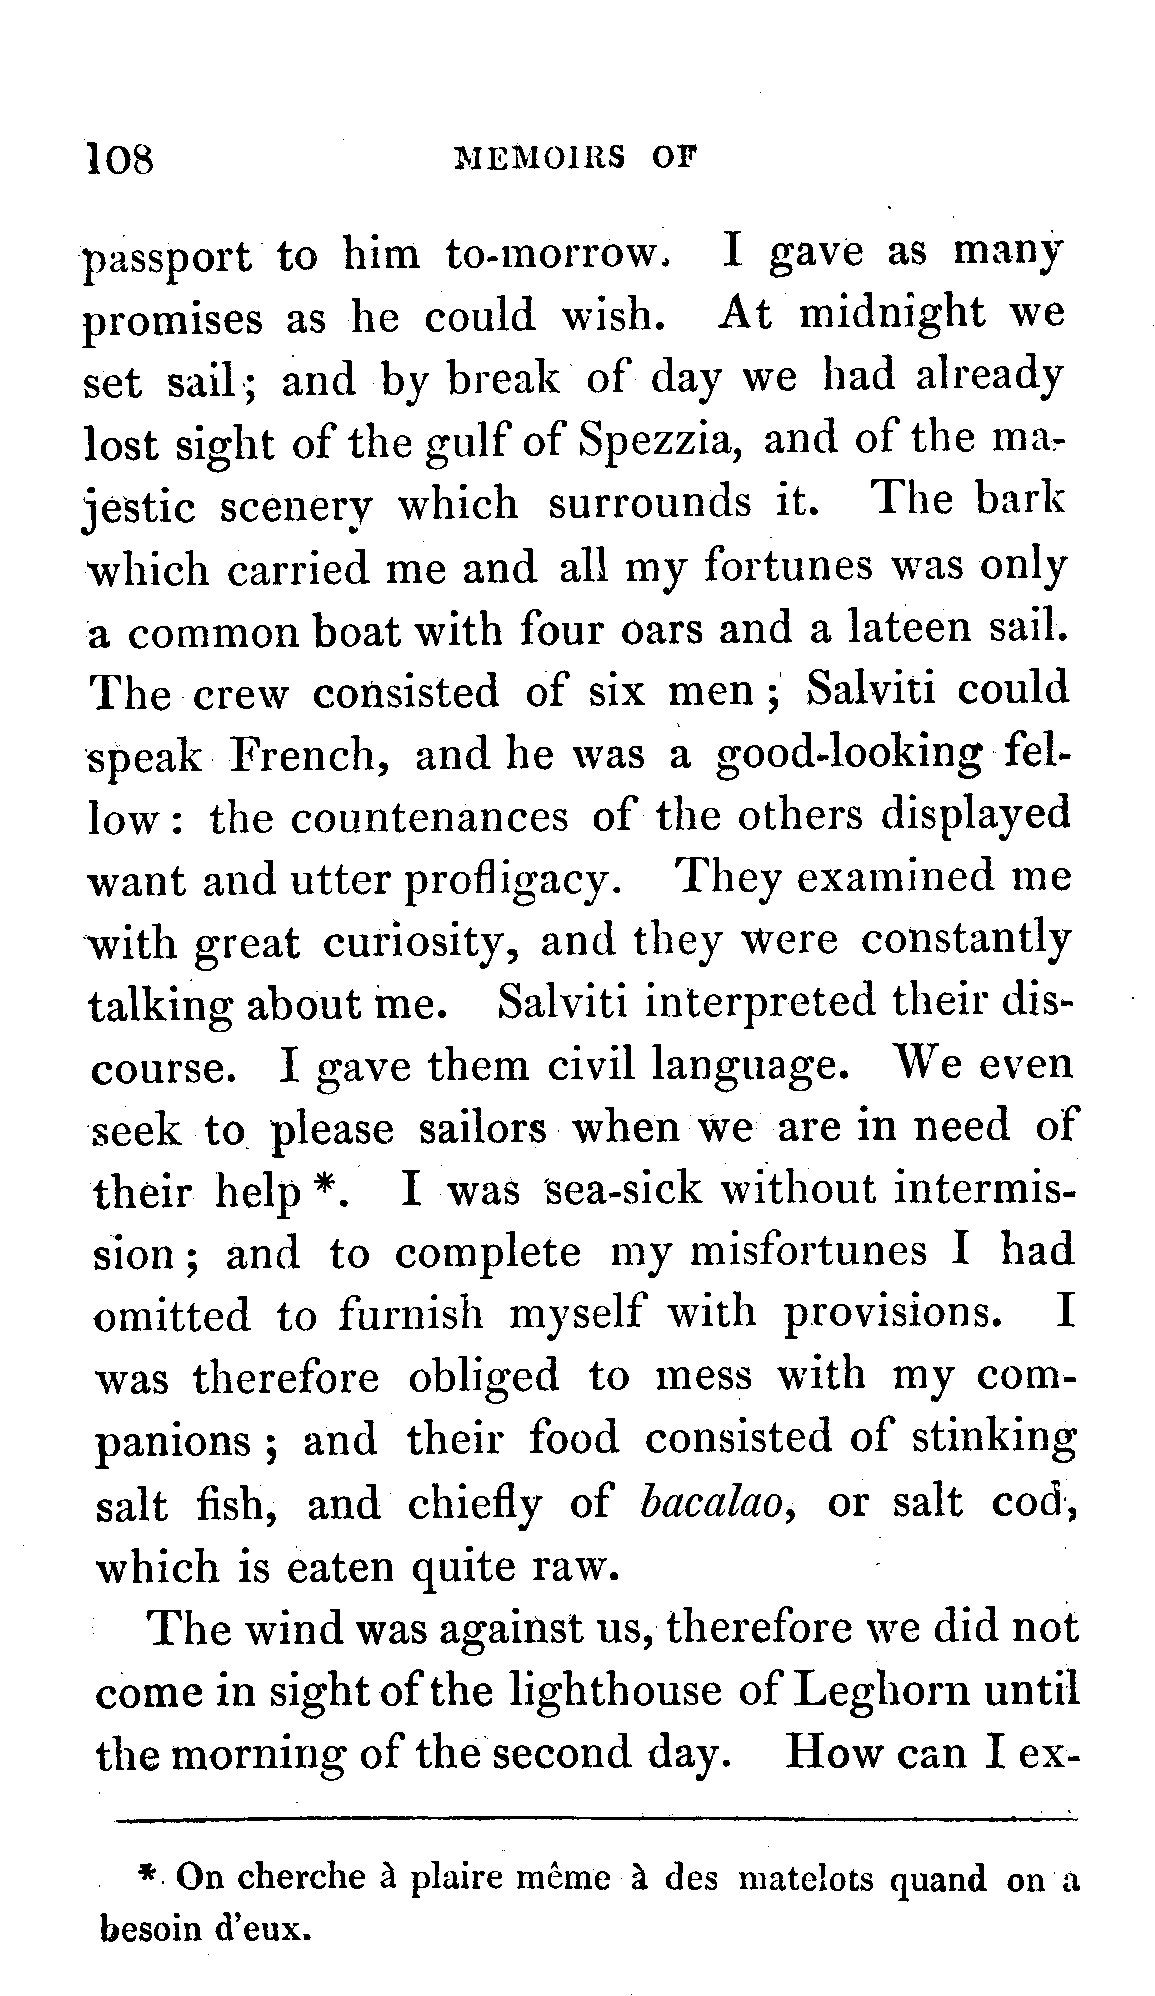 108 MEMOIRS OF
passport to him to-morrow. I gave as many
promises as he could wish. At midnight we
set sail; and by break of day we had already
lost sight of the gulf of Spezzia, and of the ma-
jestic scenery which surrounds it. The bark
which carried me and all my fortunes was only
a common boat with four oars and a lateen sail.
The crew consisted of six men; Salviti could
speak French, and he was a good-looking fel-
low: the countenances of the others displayed
want and utter profligacy. They examined me
with great curiosity, and they were constantly
talking about me. Salviti interpreted their dis-
course. I gave them civil language. We even
seek to please sailors when we are in need of
their help *. I was sea-sick without intermis-
sion; and to complete my misfortunes I had
omitted to furnish myself with provisions. I
was therefore obliged to mess with my com-
panions; and their food consisted of stinking
salt fish, and chiefly of bacalao, or salt cod,
which is eaten quite raw.
The wind was against us, therefore we did not
come in sight of the lighthouse of Leghorn until
the morning of the second day. How can I ex-
* On cherche à plaire même à des matelots quand on a
besoin d'eux.